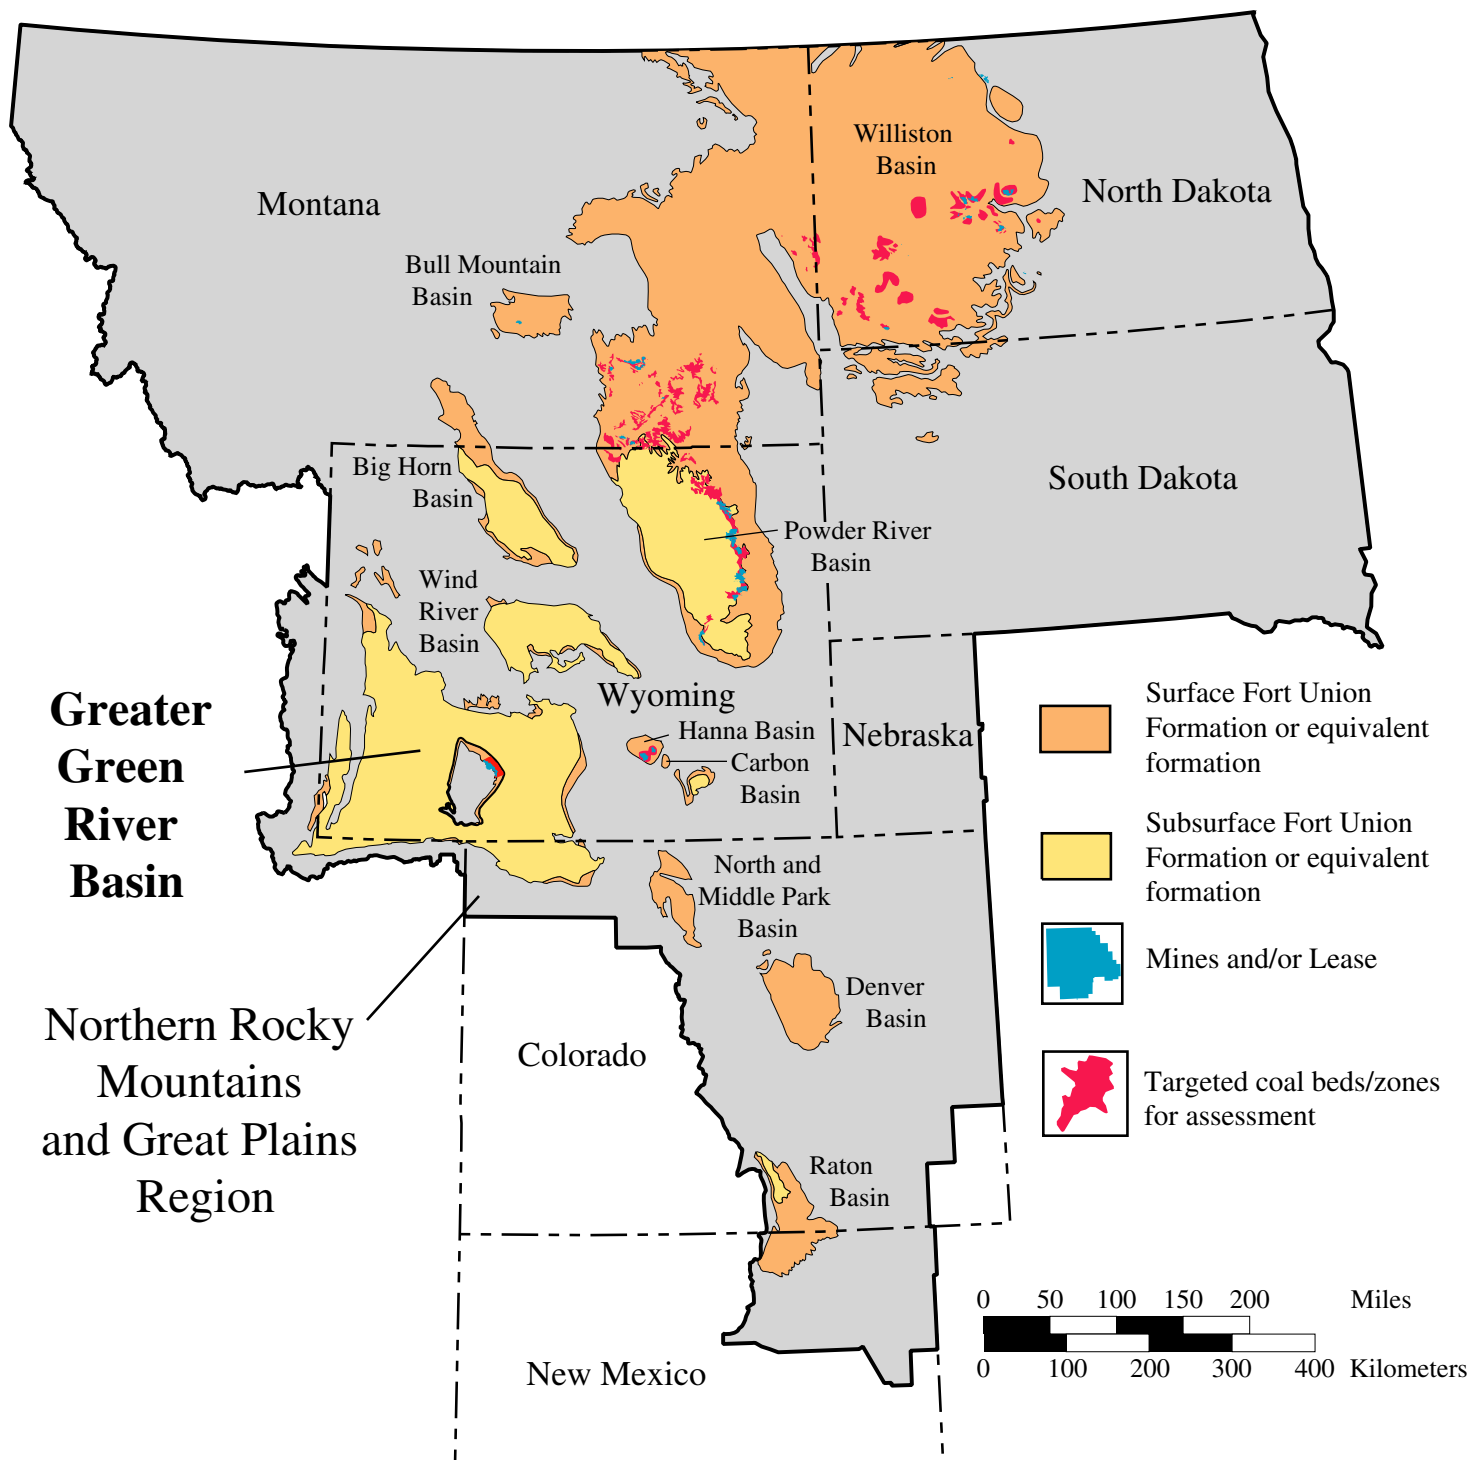 Williston
Basin
Montana
North Dakota
Bull Mountain
Basin
Big Horn
Basin
South Dakota
Powder River
Basin
Wind
River
Basin
Wyoming
Greater
Green
River
Basin
Hanna Basin
Carbon
Basin
Nebraska
Surface Fort Union
Formation or equivalent
formation
Subsurface Fort Union
Formation or equivalent
formation
North and
Middle Park
Basin
Mines and/or Lease
Denver
Basin
Northern Rocky
Mountains
and Great Plains
Region
Colorado
Targeted coal beds/zones
for assessment
Raton
Basin
New Mexico
0 50 100 150 200 Miles
0 100 200 300 400 Kilometers